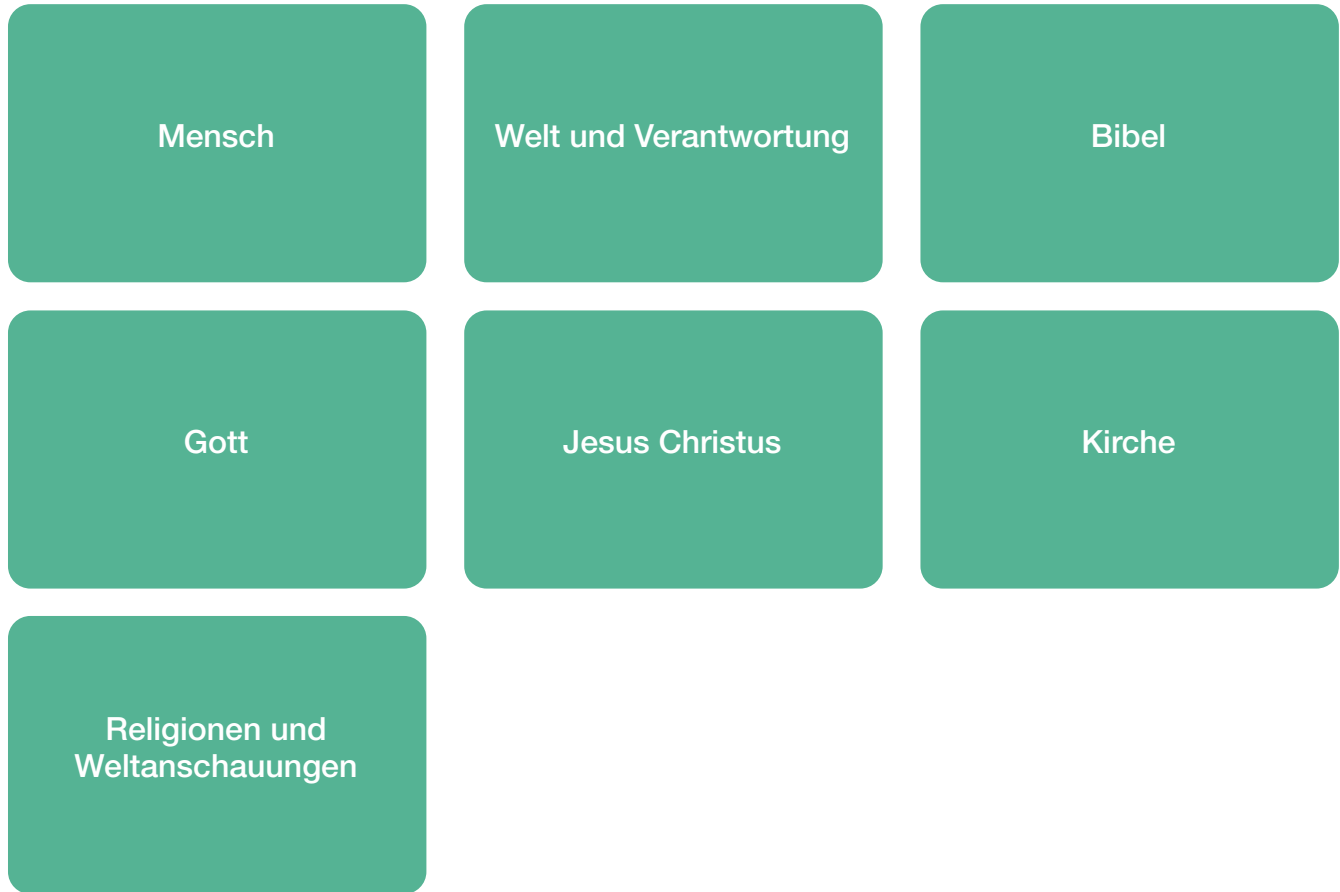 Mensch
Welt und Verantwortung
Bibel
Gott
Jesus Christus
Kirche
Religionen und
Weltanschauungen